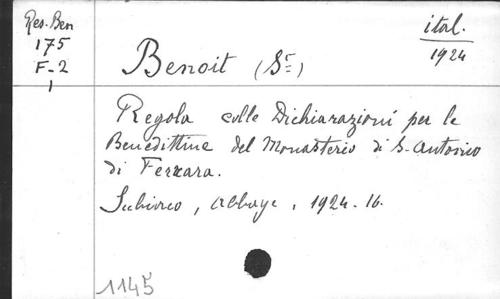 Res. Ben
175
F-2
1
ital.
1924
Benoit (St)
Regola colle Dichiarazioni per le
Benedittine del Monasterio di S. Antonio
di Ferrara.
Subiaco, abbaye, 1924. 16.
1145